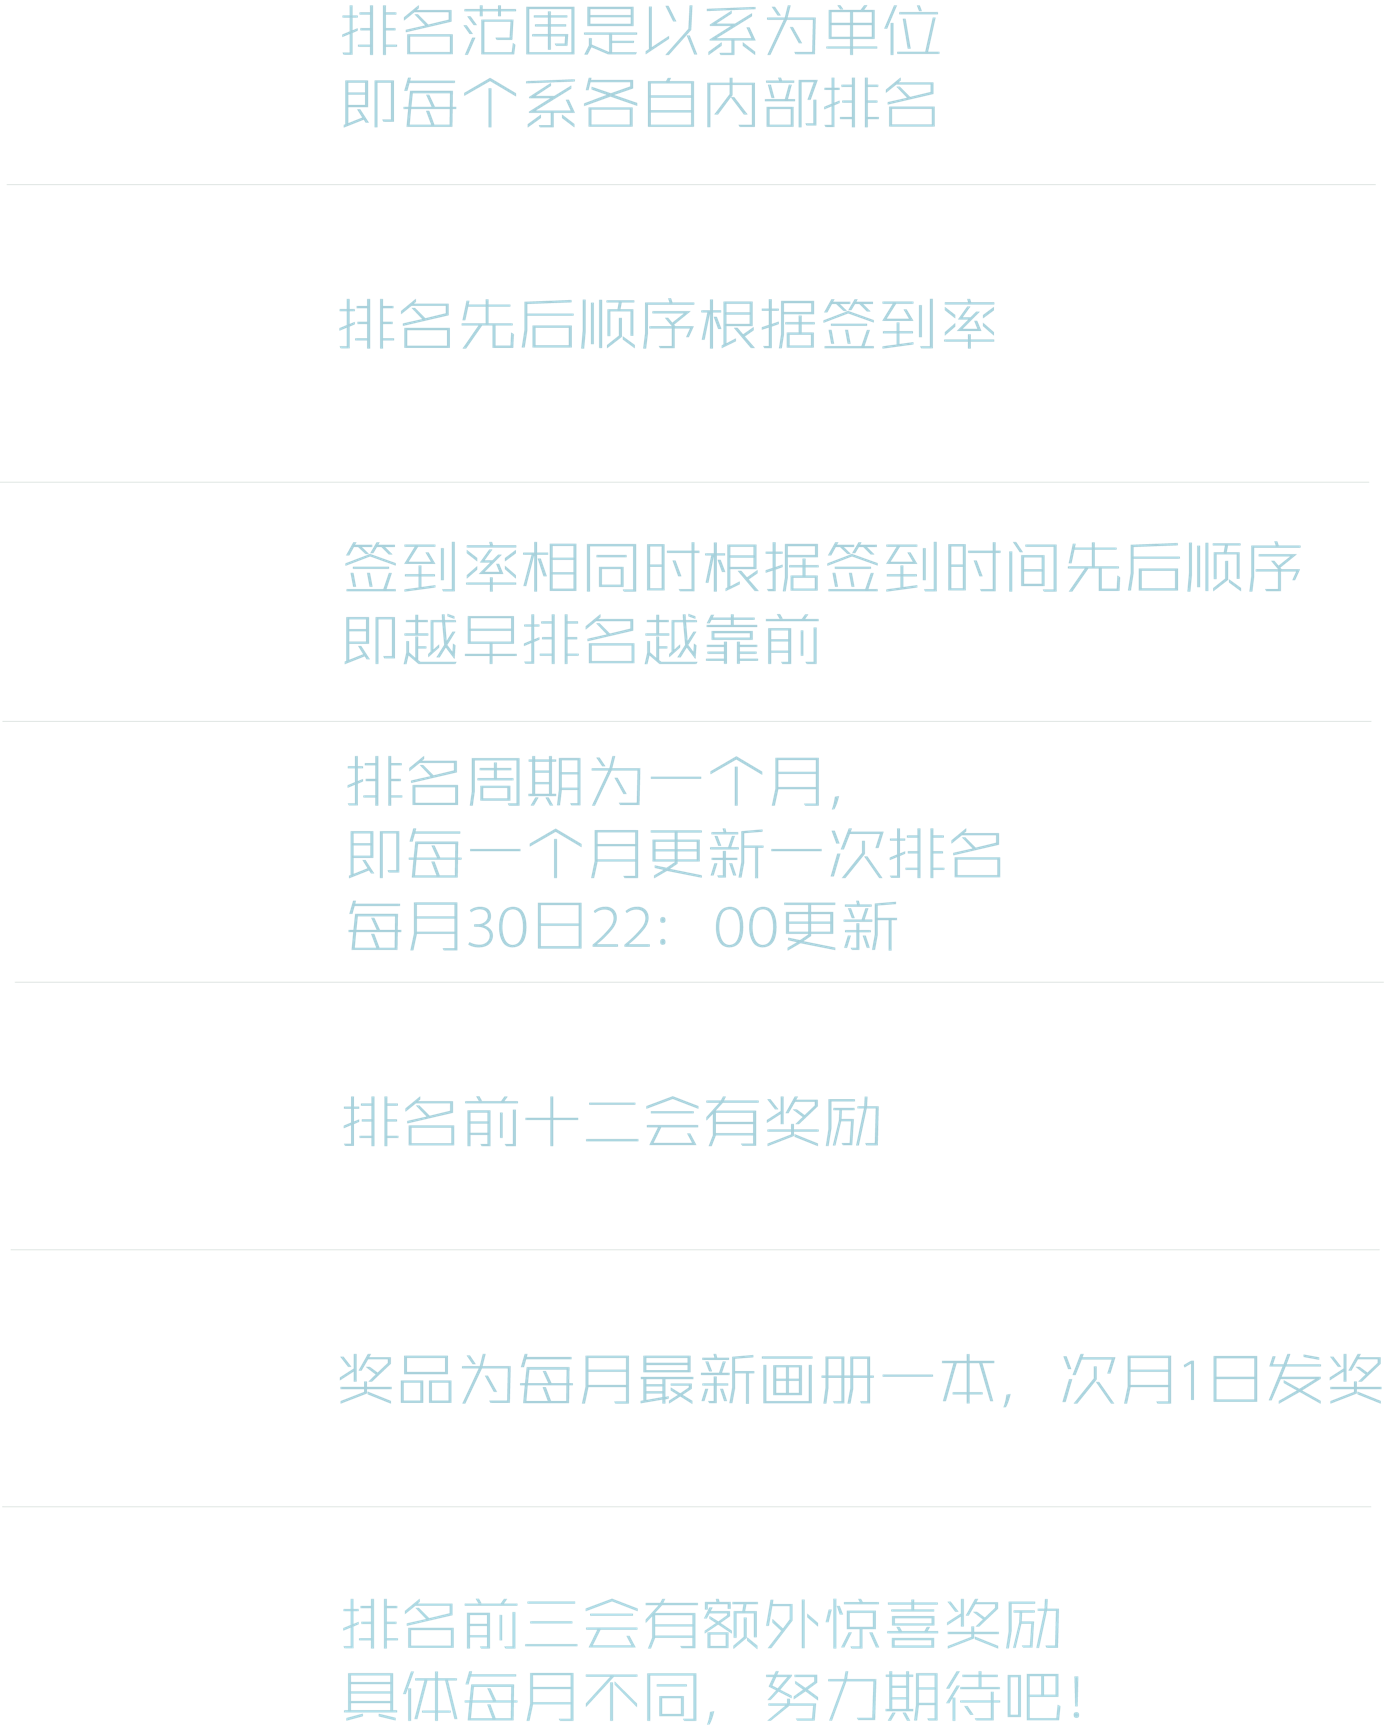 排名范围是以系为单位
即每个系各自内部排名
排名先后顺序根据签到率
签到率相同时根据签到时间先后顺序
即越早排名越靠前
排名周期为一个月，
即每一个月更新一次排名
每月30日22：00更新
排名前十二会有奖励
奖品为每月最新画册一本，次月1日发奖
排名前三会有额外惊喜奖励
具体每月不同，努力期待吧！